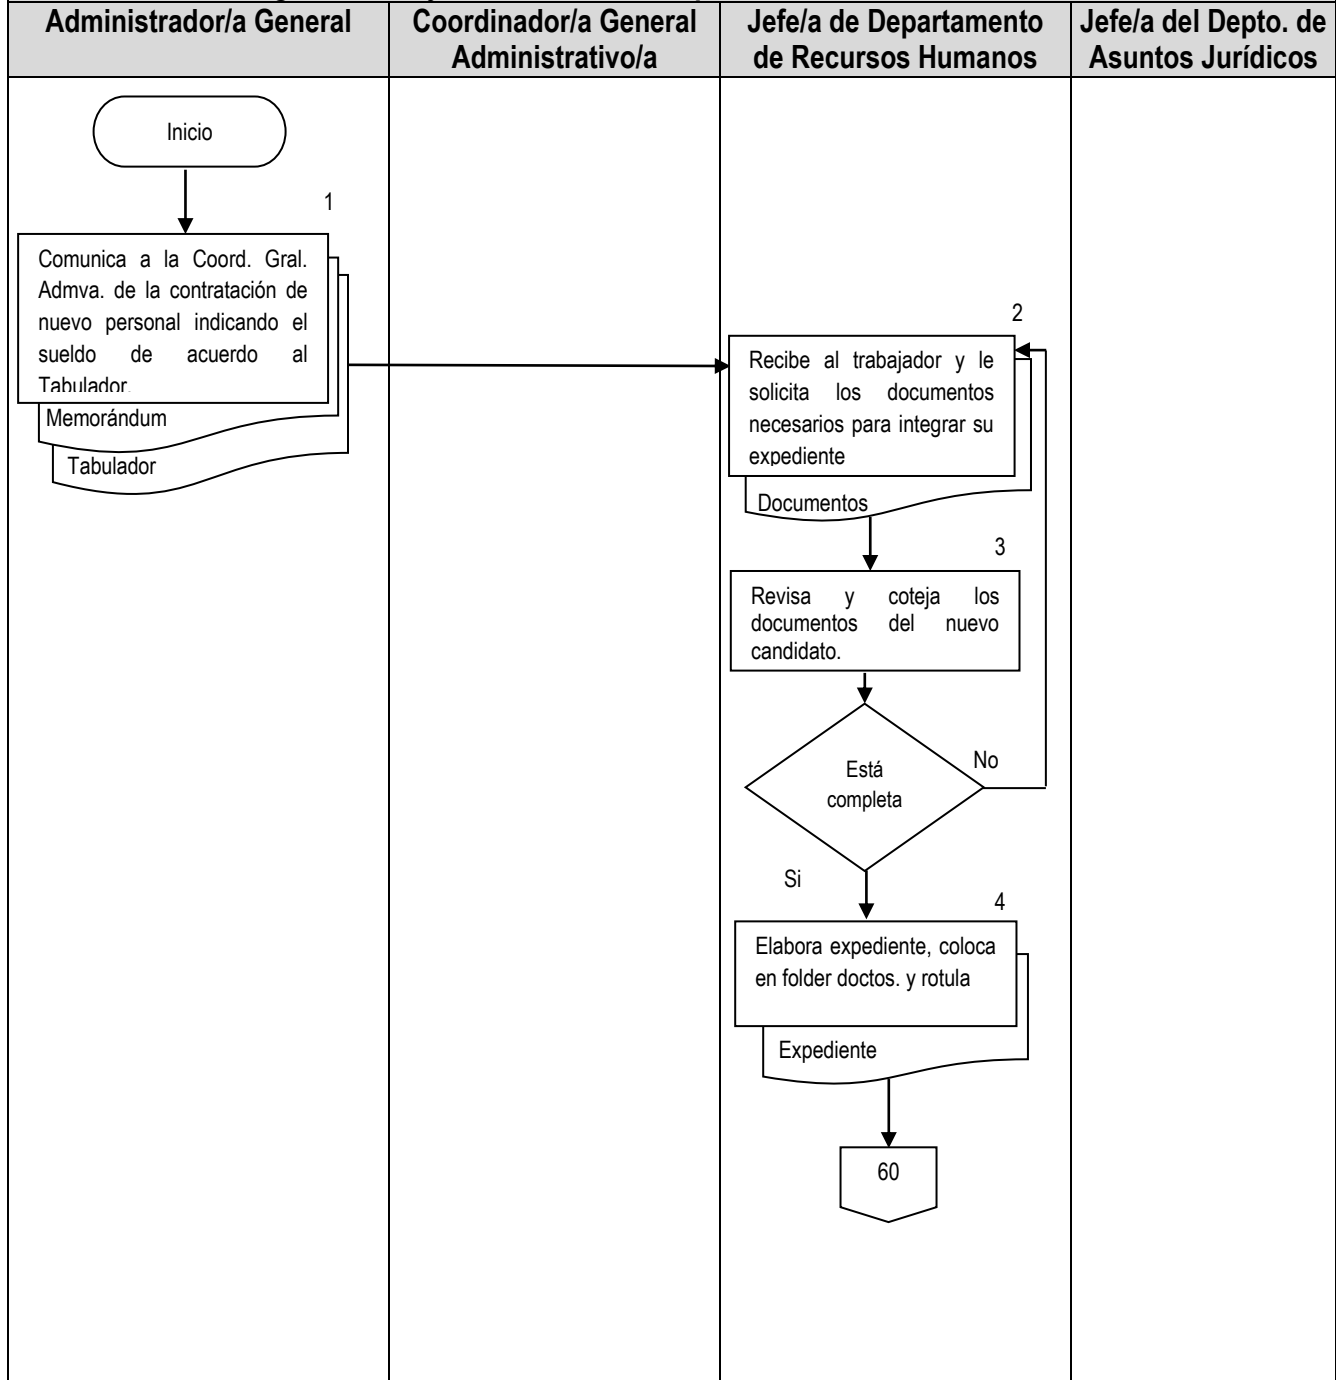 Administrador/a General
Coordinador/a General
Administrativo/a
Jefe/a de Departamento
de Recursos Humanos
Jefe/a del Depto. de
Asuntos Jurídicos
Inicio
1
Comunica a la Coord. Gral.
Admva. de la contratación de
nuevo personal indicando el
sueldo de acuerdo al
Tabulador.
Memorándum
Tabulador
2
Recibe al trabajador y le
solicita los documentos
necesarios para integrar su
expediente
Documentos
3
Revisa y coteja los
documentos del nuevo
candidato.
Está
completa
No
Si
4
Elabora expediente, coloca
en folder doctos. y rotula
Expediente
60